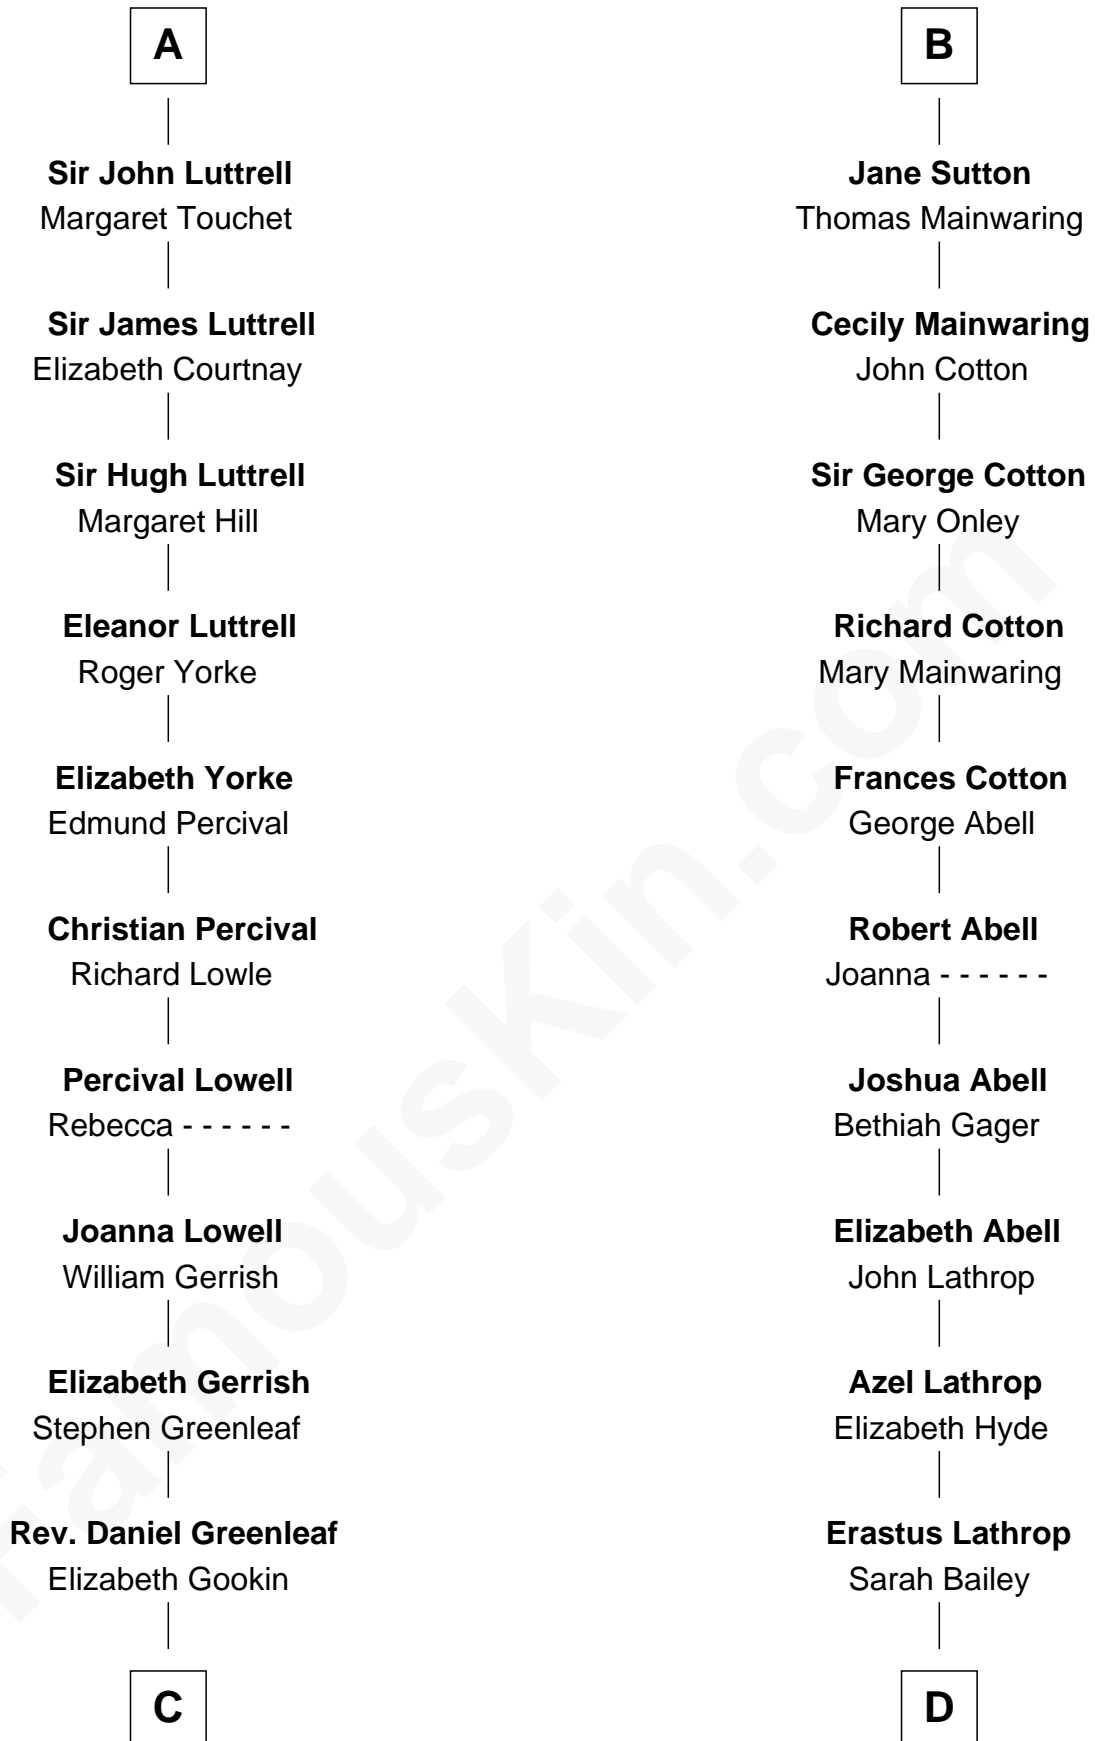 A
Sir John Luttrell
Margaret Touchet
Sir James Luttrell
Elizabeth Courtnay
Sir Hugh Luttrell
Margaret Hill
Eleanor Luttrell
Roger Yorke
Elizabeth Yorke
Edmund Percival
Christian Percival
Richard Lowle
Percival Lowell
Rebecca - - - - - -
Joanna Lowell
William Gerrish
Elizabeth Gerrish
Stephen Greenleaf
Rev. Daniel Greenleaf
Elizabeth Gookin
C
B
Jane Sutton
Thomas Mainwaring
Cecily Mainwaring
John Cotton
Sir George Cotton
Mary Onley
Richard Cotton
Mary Mainwaring
Frances Cotton
George Abell
Robert Abell
Joanna - - - - - -
Joshua Abell
Bethiah Gager
Elizabeth Abell
John Lathrop
Azel Lathrop
Elizabeth Hyde
Erastus Lathrop
Sarah Bailey
D
FamousKin.com